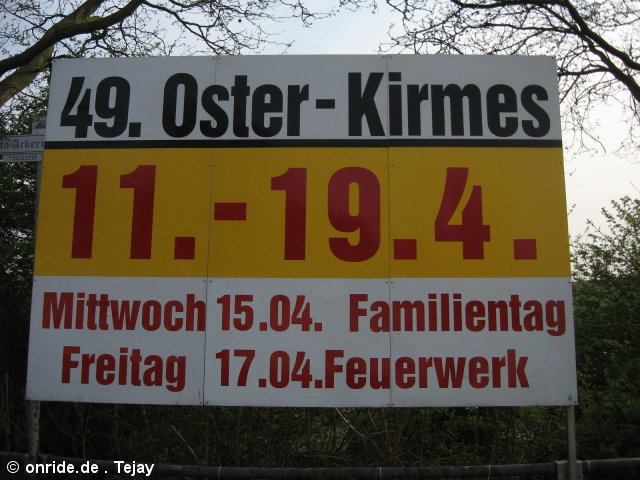 49. Oster-Kirmes
11.-19.4.
Mittwoch 15.04. Familientag
Freitag 17.04. Feuerwerk
© onride.de . Tejay